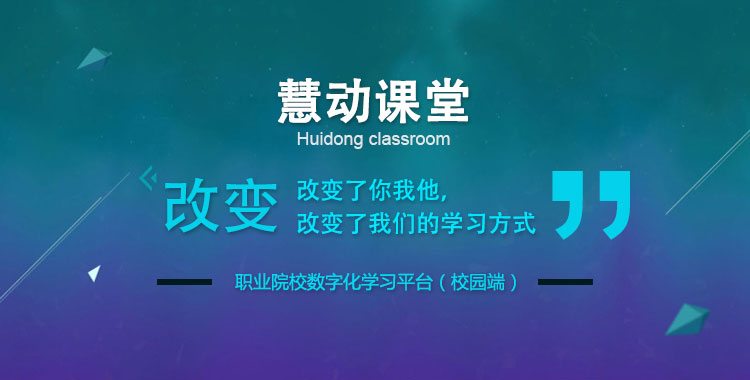 慧动课堂
Huidong classroom
改变
改变了你我他,
改变了我们的学习方式
”
职业院校数字化学习平台（校园端）